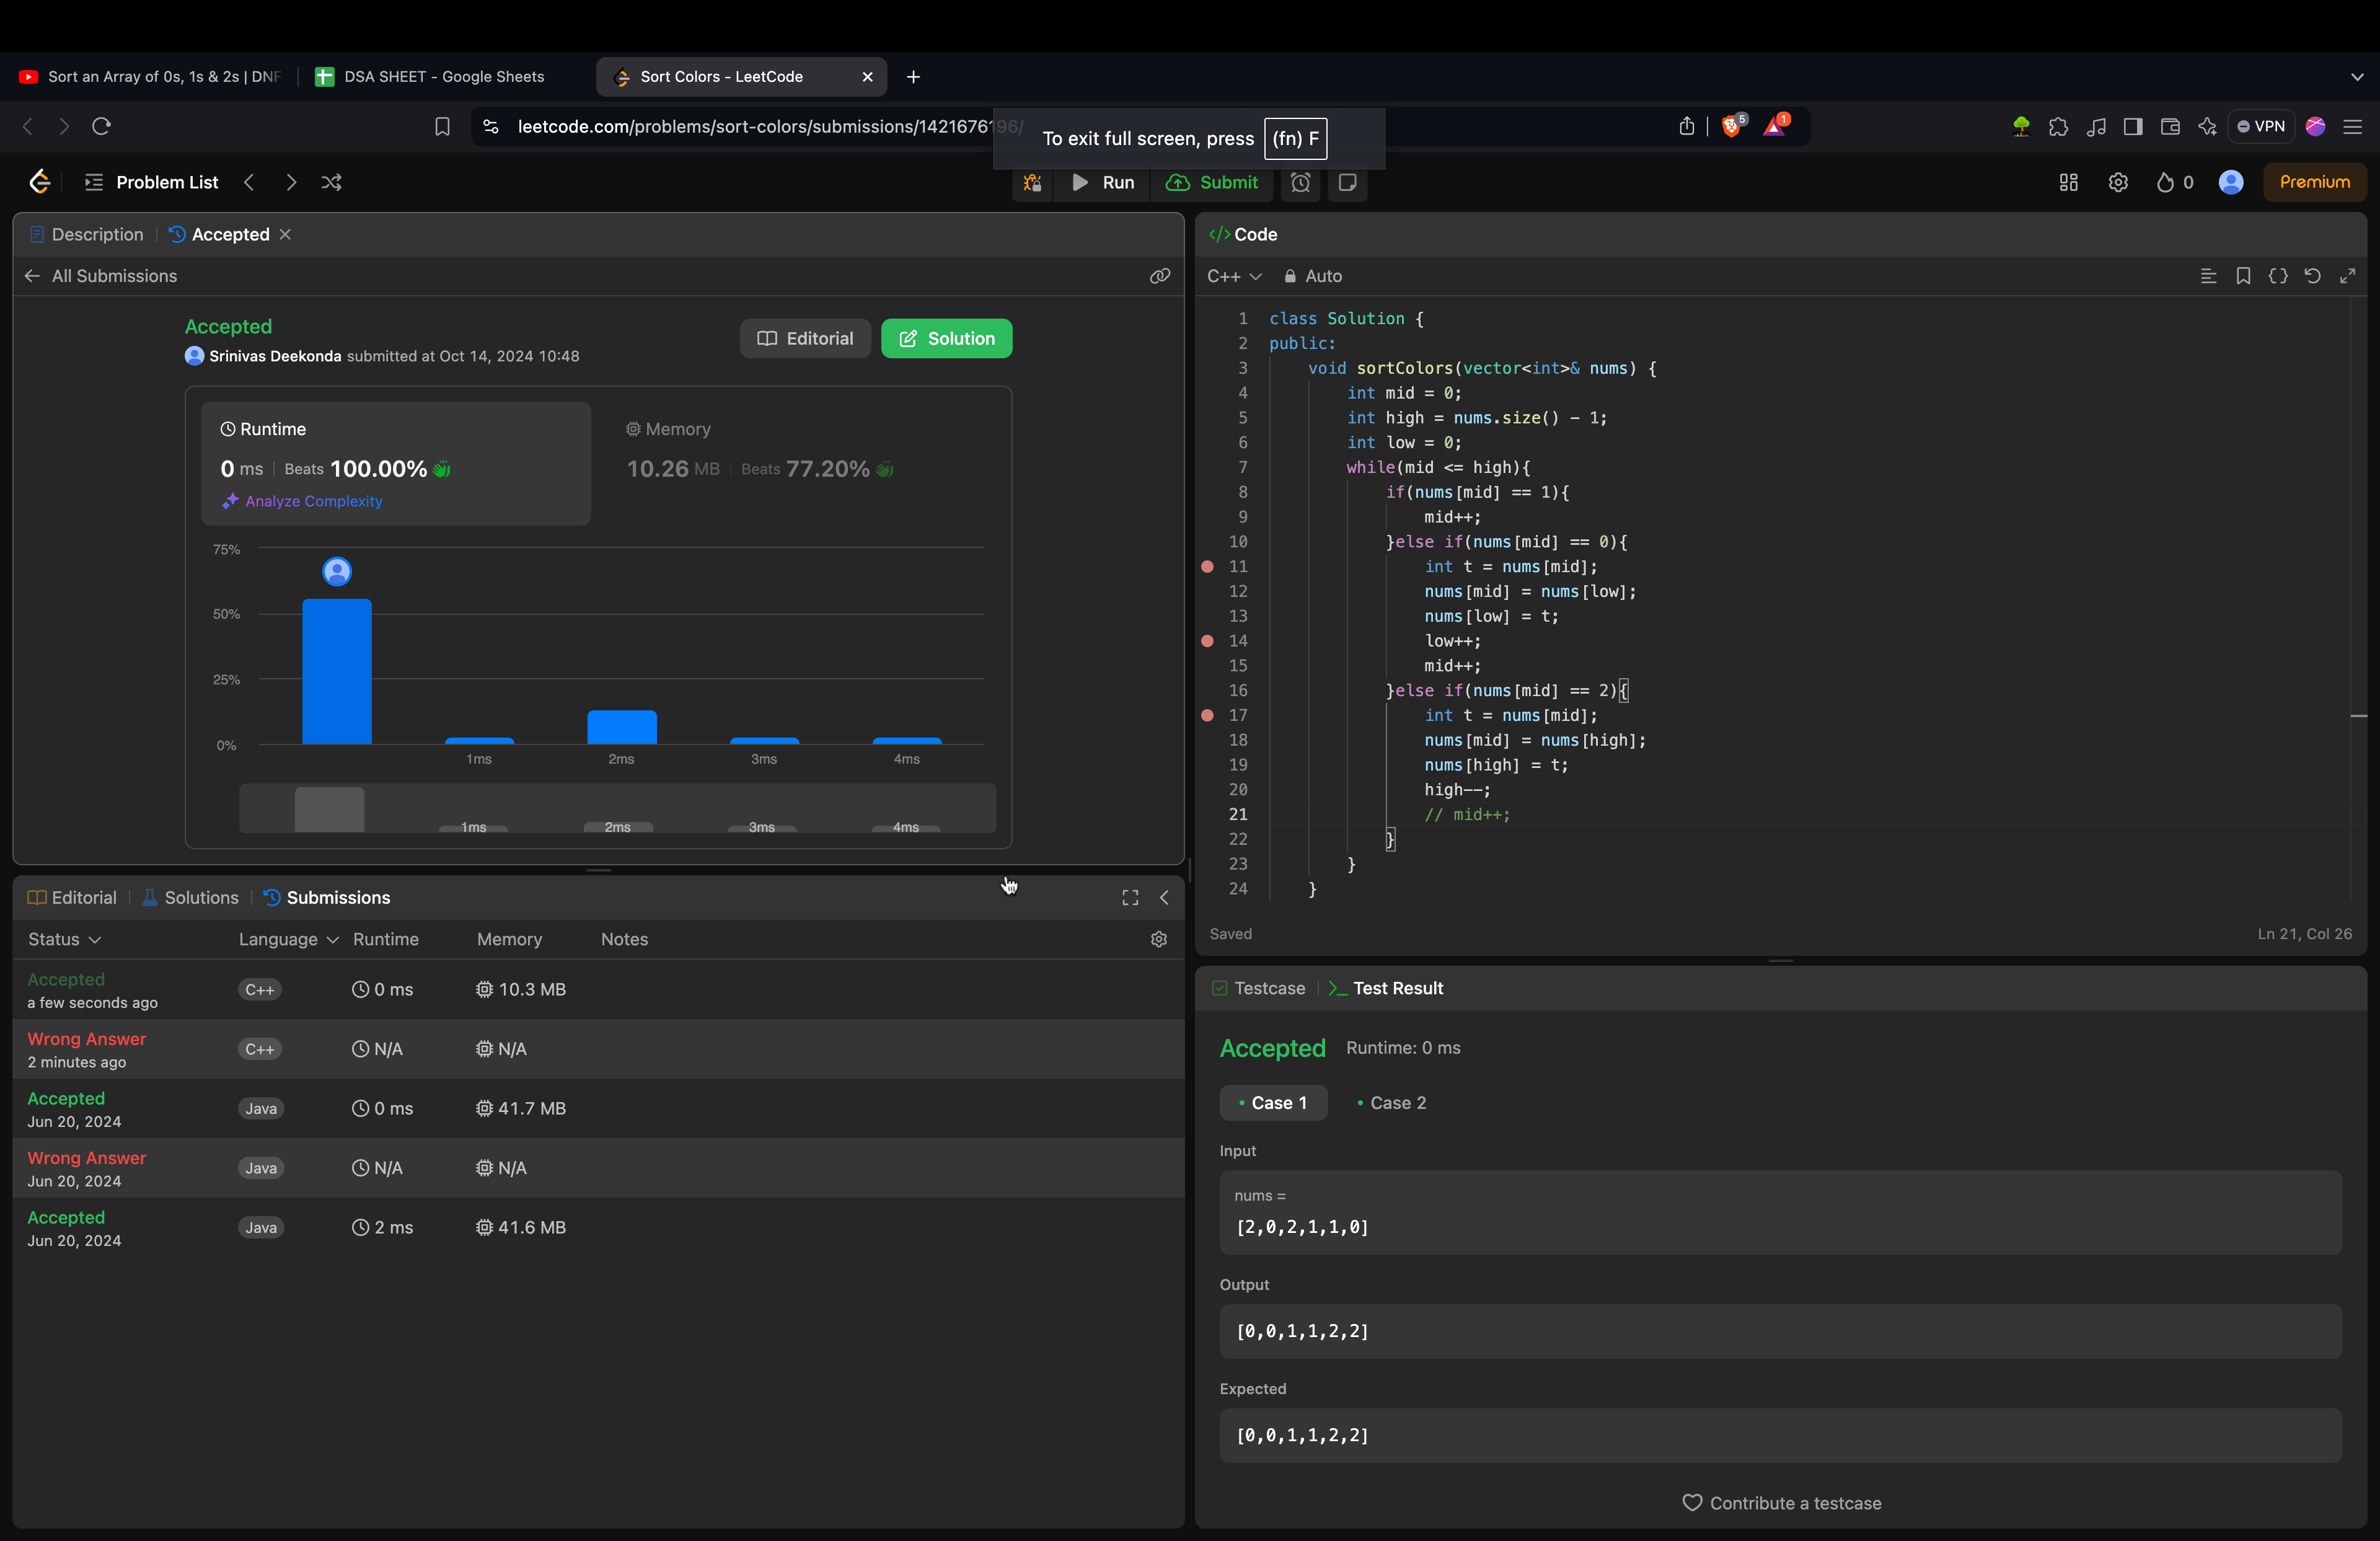 Sort an Array of 0s, 1s & 2s | DNF
DSA SHEET - Google Sheets
Sort Colors - LeetCode
leetcode.com/problems/sort-colors/submissions/1421676196/
To exit full screen, press (fn) F
5
1
VPN
Problem List
Run
Submit
0
Premium
Description
Accepted
All Submissions
Accepted
Srinivas Deekonda submitted at Oct 14, 2024 10:48
Editorial
Solution
Runtime
0 ms | Beats 100.00%
Analyze Complexity
Memory
10.26 MB | Beats 77.20%
75%
50%
25%
0%
1ms 2ms 3ms 4ms
1ms 2ms 3ms 4ms
Editorial
Solutions
Submissions
Status Language Runtime Memory Notes
Accepted
a few seconds ago
C++ 0 ms 10.3 MB
Wrong Answer
2 minutes ago
C++ N/A N/A
Accepted
Jun 20, 2024
Java 0 ms 41.7 MB
Wrong Answer
Jun 20, 2024
Java N/A N/A
Accepted
Jun 20, 2024
Java 2 ms 41.6 MB
</> Code
C++ Auto
1 class Solution {
2 public:
3 void sortColors(vector<int>& nums) {
4 int mid = 0;
5 int high = nums.size() - 1;
6 int low = 0;
7 while(mid <= high){
8 if(nums[mid] == 1){
9 mid++;
10 }else if(nums[mid] == 0){
11 int t = nums[mid];
12 nums[mid] = nums[low];
13 nums[low] = t;
14 low++;
15 mid++;
16 }else if(nums[mid] == 2){
17 int t = nums[mid];
18 nums[mid] = nums[high];
19 nums[high] = t;
20 high--;
21 // mid++;
22 }
23 }
24 }
Saved
Ln 21, Col 26
Testcase
Test Result
Accepted Runtime: 0 ms
Case 1
Case 2
Input
nums =
[2,0,2,1,1,0]
Output
[0,0,1,1,2,2]
Expected
[0,0,1,1,2,2]
Contribute a testcase